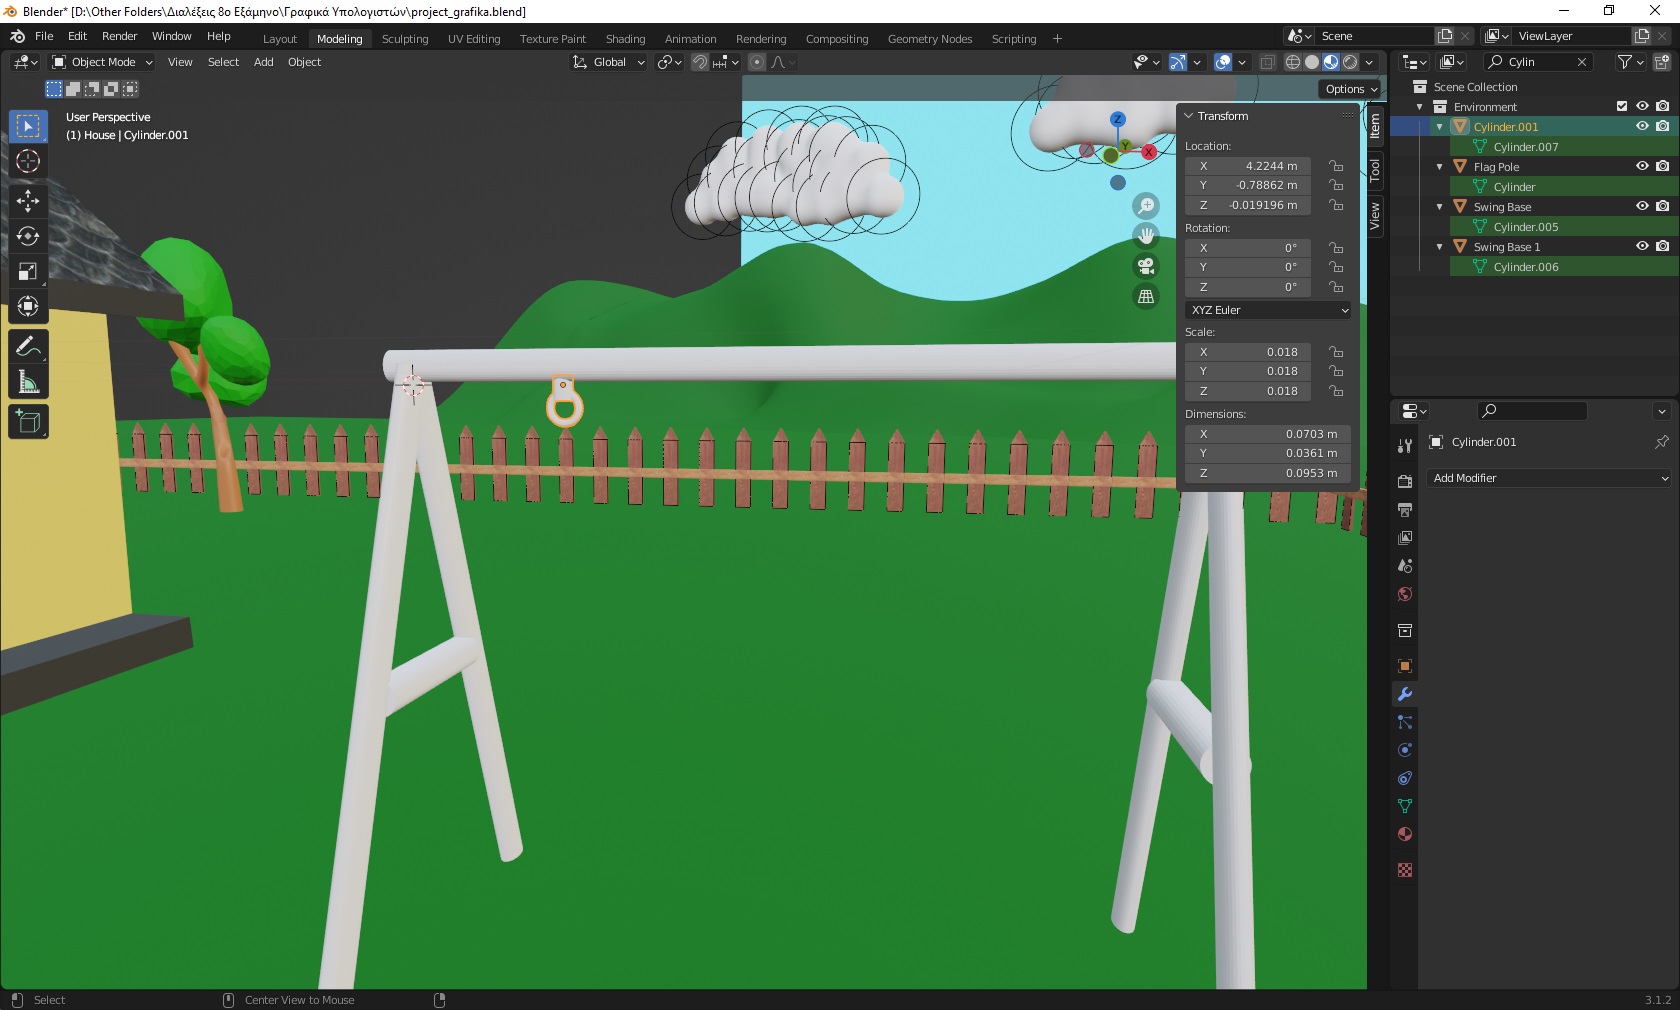 Blender* [D:\Other Folders\Διαλέξεις 8ο Εξάμηνο\Γραφικά Υπολογιστών\project_grafika.blend]
File Edit Render Window Help Layout Modeling Sculpting UV Editing Texture Paint Shading Animation Rendering Compositing Geometry Nodes Scripting + Scene ViewLayer
Object Mode View Select Add Object Global
Options
User Perspective
(1) House | Cylinder.001
Z
Y
X
Transform
Location:
X 4.2244 m
Y -0.78862 m
Z -0.019196 m
Rotation:
X 0°
Y 0°
Z 0°
XYZ Euler
Scale:
X 0.018
Y 0.018
Z 0.018
Dimensions:
X 0.0703 m
Y 0.0361 m
Z 0.0953 m
Item
Tool
View
Cylin
Scene Collection
Environment
Cylinder.001
Cylinder.007
Flag Pole
Cylinder
Swing Base
Cylinder.005
Swing Base 1
Cylinder.006
Cylinder.001
Add Modifier
Select Center View to Mouse 3.1.2